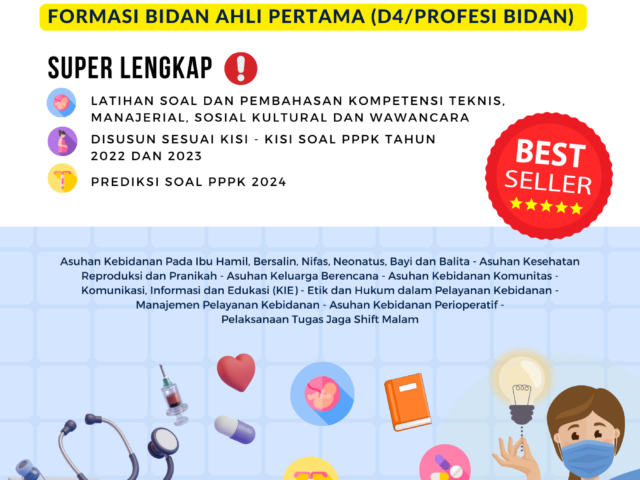 FORMASI BIDAN AHLI PERTAMA (D4/PROFESI BIDAN)
SUPER LENGKAP
LATIHAN SOAL DAN PEMBAHASAN KOMPETENSI TEKNIS,
MANAJERIAL, SOSIAL KULTURAL DAN WAWANCARA
DISUSUN SESUAI KISI - KISI SOAL PPPK TAHUN
2022 DAN 2023
PREDIKSI SOAL PPPK 2024
BEST
SELLER
Asuhan Kebidanan Pada Ibu Hamil, Bersalin, Nifas, Neonatus, Bayi dan Balita - Asuhan Kesehatan
Reproduksi dan Pranikah - Asuhan Keluarga Berencana - Asuhan Kebidanan Komunitas -
Komunikasi, Informasi dan Edukasi (KIE) - Etik dan Hukum dalam Pelayanan Kebidanan -
Manajemen Pelayanan Kebidanan - Asuhan Kebidanan Perioperatif -
Pelaksanaan Tugas Jaga Shift Malam